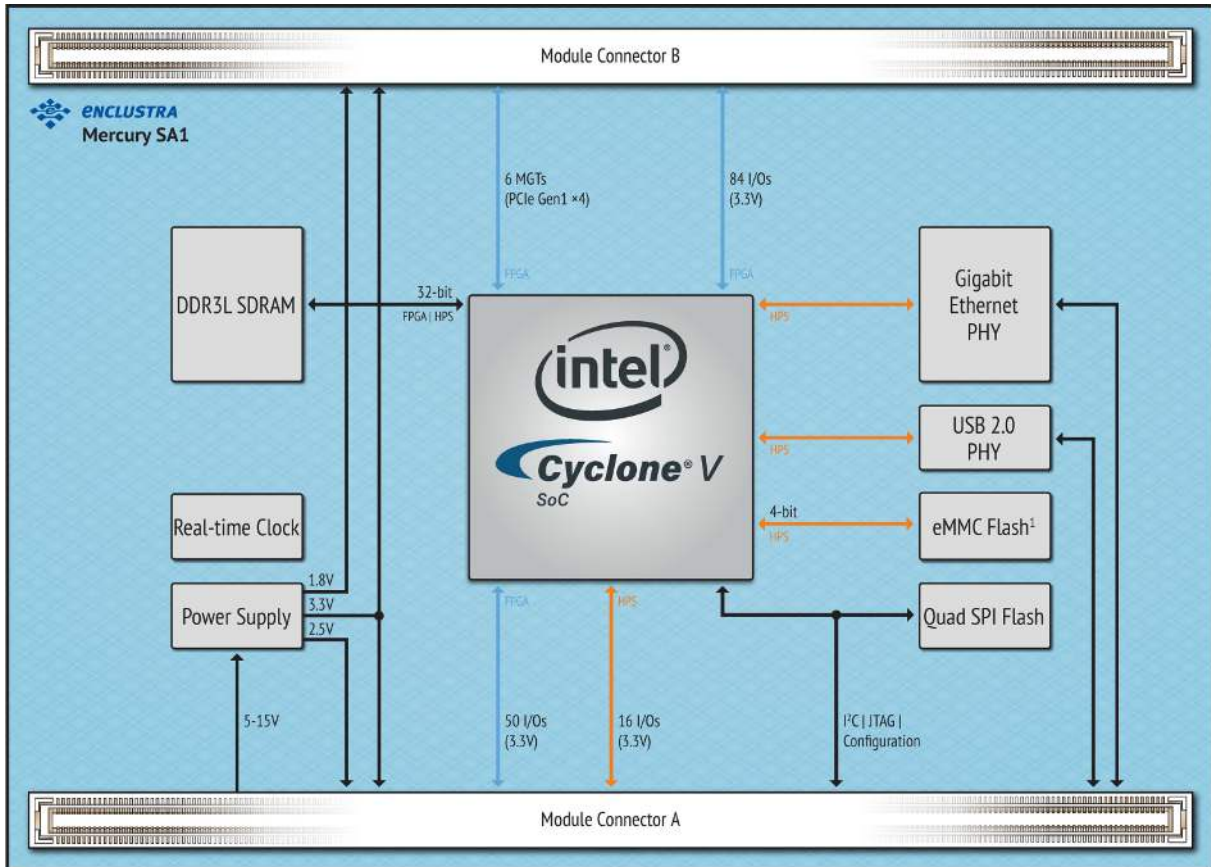 Module Connector B
ENCLUSTRA
Mercury SA1
6 MGTs
(PCIe Gen1 ×4)
84 I/Os
(3.3V)
FPGA
FPGA
DDR3L SDRAM
32-bit
FPGA | HPS
HPS
Gigabit
Ethernet
PHY
intel®
Cyclone® V
SoC
HPS
USB 2.0
PHY
Real-time Clock
4-bit
HPS
eMMC Flash¹
Power Supply
1.8V
3.3V
2.5V
FPGA
HPS
Quad SPI Flash
5-15V
50 I/Os
(3.3V)
16 I/Os
(3.3V)
I²C | JTAG |
Configuration
Module Connector A